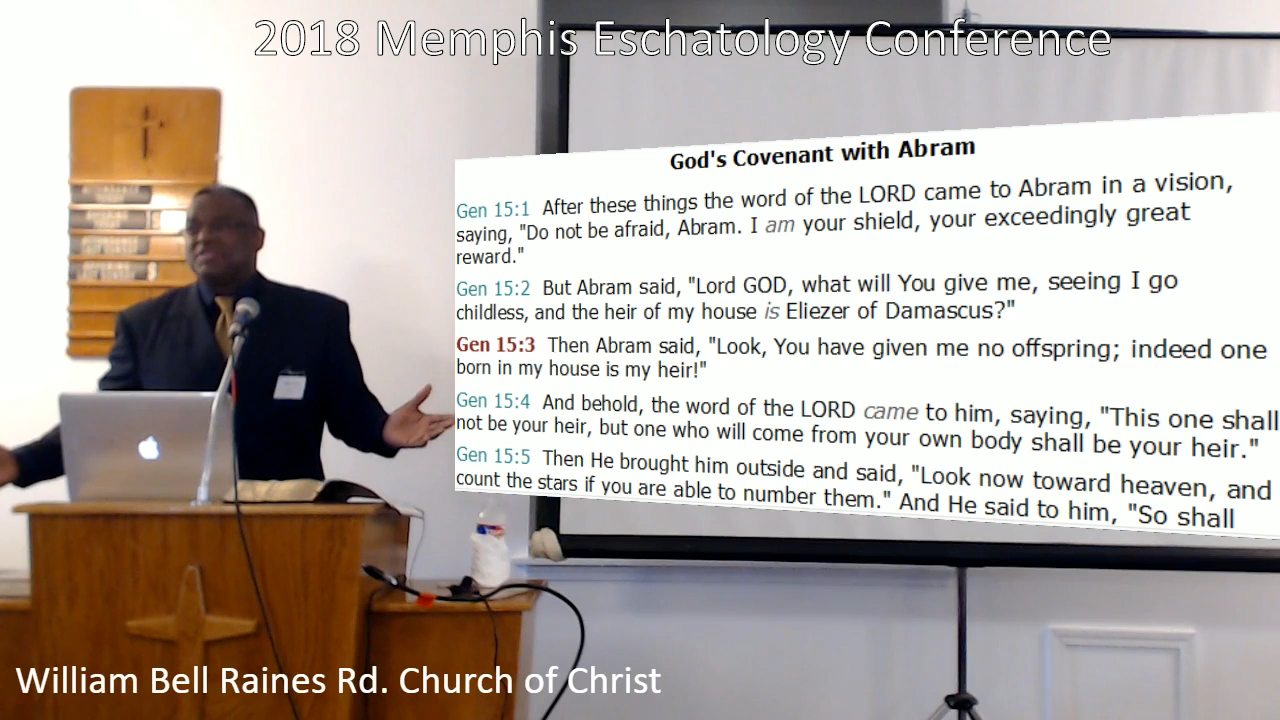 2018 Memphis Eschatology Conference
God's Covenant with Abram
Gen 15:1 After these things the word of the LORD came to Abram in a vision,
saying, "Do not be afraid, Abram. I am your shield, your exceedingly great
reward."
Gen 15:2 But Abram said, "Lord GOD, what will You give me, seeing I go
childless, and the heir of my house is Eliezer of Damascus?"
Gen 15:3 Then Abram said, "Look, You have given me no offspring; indeed one
born in my house is my heir!"
Gen 15:4 And behold, the word of the LORD came to him, saying, "This one shall
not be your heir, but one who will come from your own body shall be your heir."
Gen 15:5 Then He brought him outside and said, "Look now toward heaven, and
count the stars if you are able to number them." And He said to him, "So shall
William Bell Raines Rd. Church of Christ